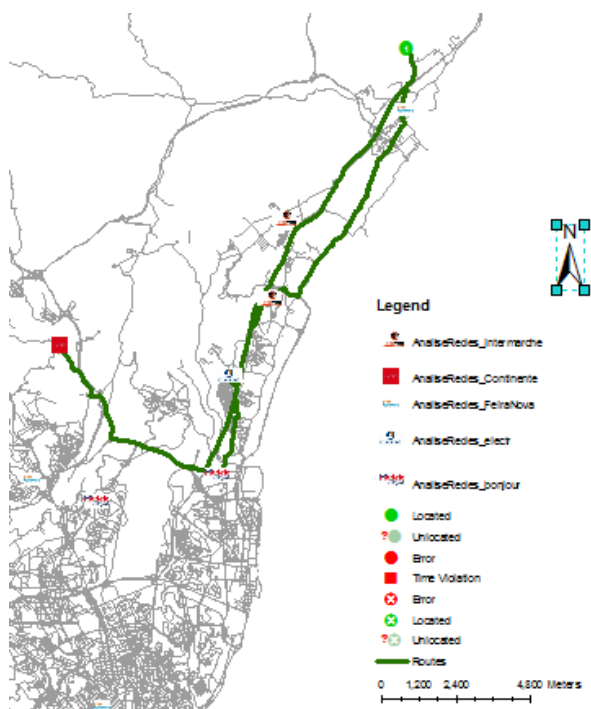 N
Legend
AnaliseRedes_Intermarche
AnaliseRedes_Continente
AnaliseRedes_FeiraNova
AnaliseRedes_elect
AnaliseRedes_bonjour
Located
? Unlocated
Error
Time Violation
Error
Located
? Unlocated
Routes
0 1,200 2,400 4,800 Meters